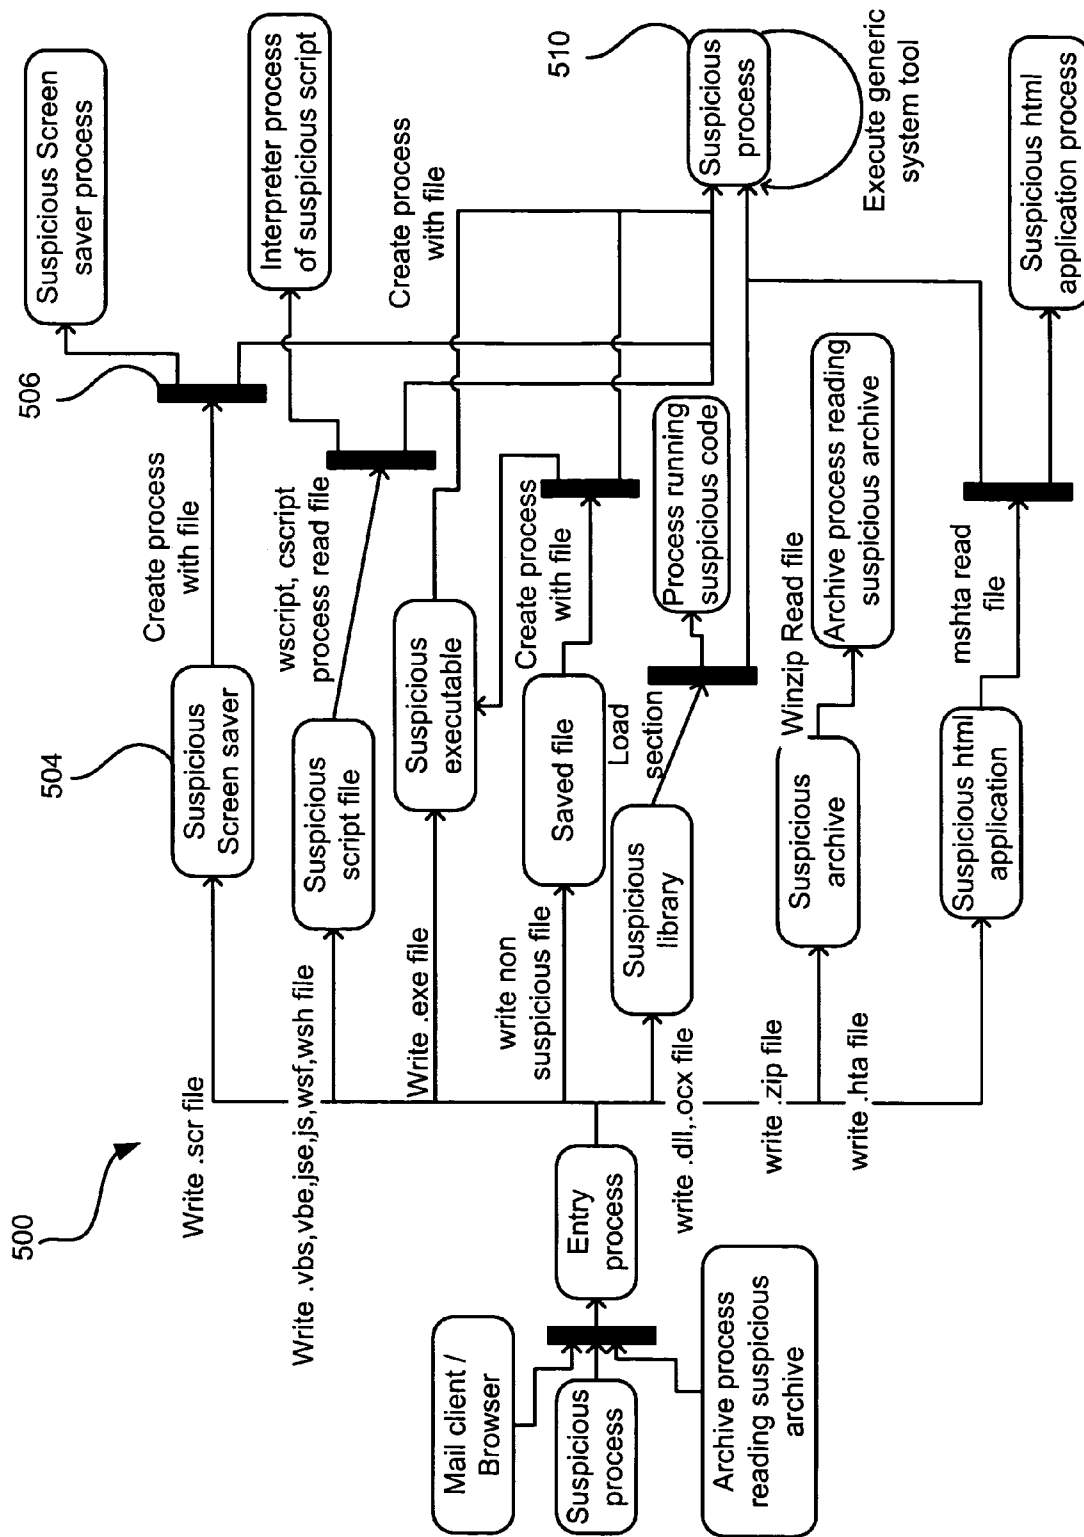 500
Mail client /
Browser
Suspicious
process
Archive process
reading suspicious
archive
Entry
process
Write .scr file
Write .vbs,vbe,jse,js,wsf,wsh file
Write .exe file
write non
suspicious file
write .dll,.ocx file
write .zip file
write .hta file
504
Suspicious
Screen saver
Suspicious
script file
Suspicious
executable
Saved file
Suspicious
library
Suspicious
archive
Suspicious html
application
Create process
with file
wscript, cscript
process read file
Create process
with file
Load
section
Winzip Read file
mshta read
file
506
Suspicious Screen
saver process
Interpreter process
of suspicious script
Create process
with file
Process running
suspicious code
Archive process reading
suspicious archive
510
Suspicious
process
Execute generic
system tool
Suspicious html
application process